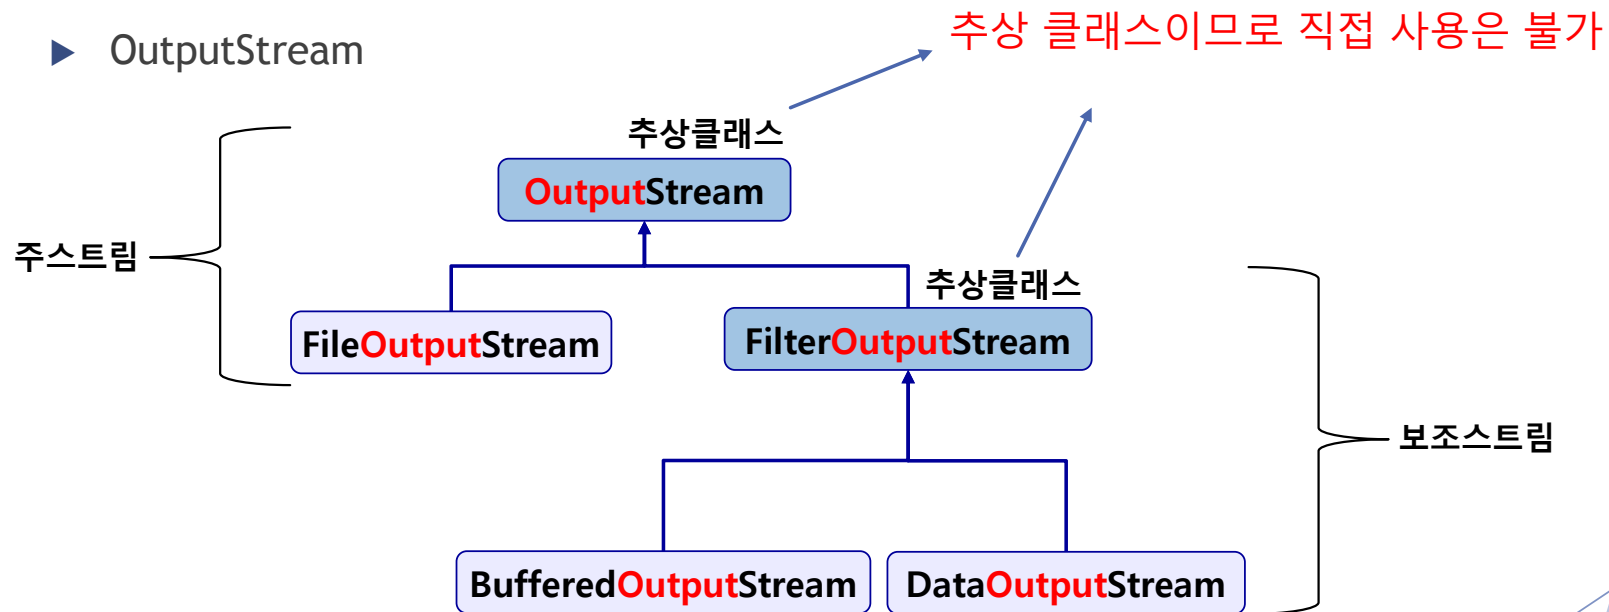 추상 클래스이므로 직접 사용은 불가
OutputStream
추상클래스
OutputStream
주스트림
추상클래스
FileOutputStream
FilterOutputStream
보조스트림
BufferedOutputStream
DataOutputStream